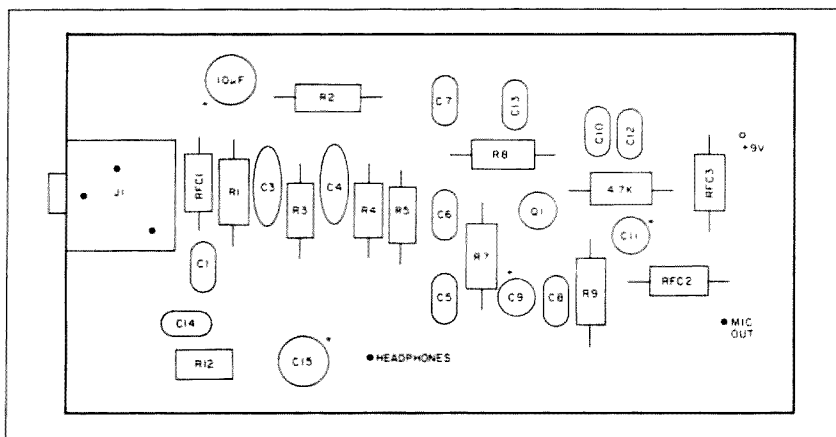 10uF
R2
C7
C13
R8
C10
C12
+9V
J1
RFC1
R1
C3
R3
C4
R4
R5
C6
Q1
4.7K
RFC3
C11
R7
C1
C5
C9
C8
R9
RFC2
C14
R12
C15
HEADPHONES
MIC
OUT